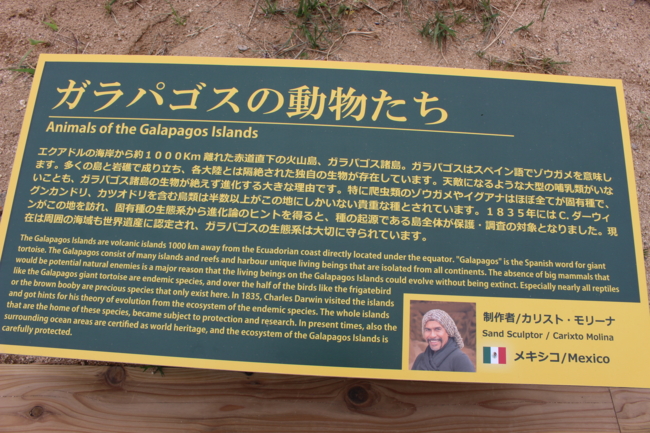 ガラパゴスの動物たち
Animals of the Galapagos Islands
エクアドルの海岸から約1000Km離れた赤道直下の火山島、ガラパゴス諸島。ガラパゴスはスペイン語でゾウガメを意味し
ます。多くの島と岩礁で成り立ち、各大陸とは隔絶された独自の生物が存在しています。天敵になるような大型の哺乳類がいな
いことも、ガラパゴス諸島の生物が絶えず進化する大きな理由です。特に爬虫類のゾウガメやイグアナはほぼ全てが固有種で、
グンカンドリ、カツオドリを含む鳥類は半数以上がこの地にしかいない貴重な種とされています。1835年にはC.ダーウィ
ンがこの地を訪れ、固有種の生態系から進化論のヒントを得ると、種の起源である島全体が保護・調査の対象となりました。現
在は周囲の海域も世界遺産に認定され、ガラパゴスの生態系は大切に守られています。
The Galapagos Islands are volcanic islands 1000 km away from the Ecuadorian coast directly located under the equator. "Galapagos" is the Spanish word for giant
tortoise. The Galapagos consist of many islands and reefs and harbour unique living beings that are isolated from all continents. The absence of big mammals that
would be potential natural enemies is a major reason that the living beings on the Galapagos Islands could evolve without being extinct. Especially nearly all reptiles
like the Galapagos giant tortoise are endemic species, and over the half of the birds like the frigatebird
or the brown booby are precious species that only exist here. In 1835, Charles Darwin visited the islands
and got hints for his theory of evolution from the ecosystem of the endemic species. The whole islands
that are the home of these species, became subject to protection and research. In present times, also the
surrounding ocean areas are certified as world heritage, and the ecosystem of the Galapagos Islands is
carefully protected.
制作者/カリスト・モリーナ
Sand Sculptor / Carixto Molina
メキシコ/Mexico